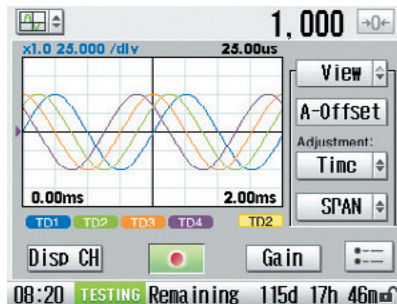 1,000 →0←
x1.0 25.000 /div 25.00us
View
A-Offset
Adjustment:
Time
SPAN
0.00ms 2.00ms
TD1 TD2 TD3 TD4 TD2
Disp CH Gain
08:20 TESTING Remaining 115d 17h 46m